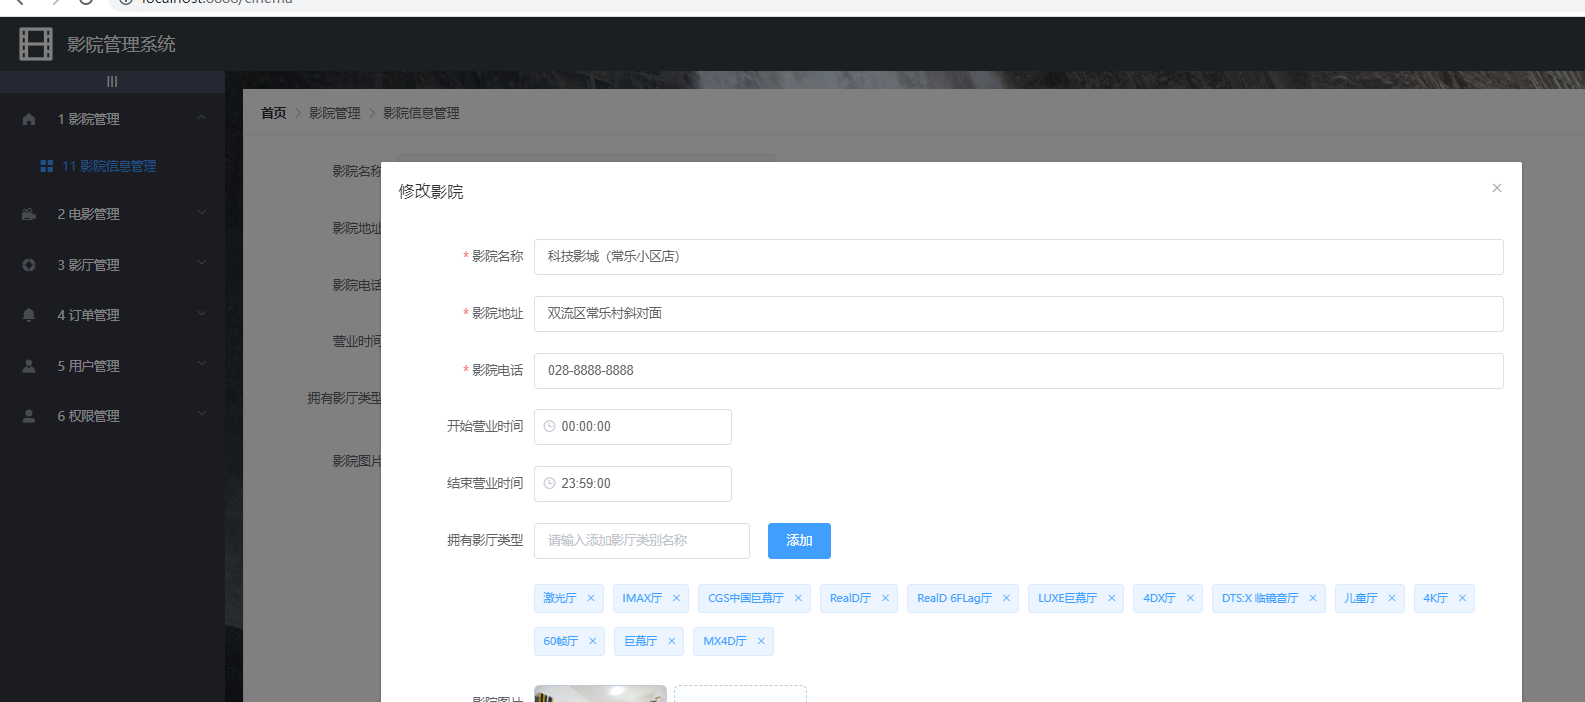 影院管理系统
1 影院管理
11 影院信息管理
2 电影管理
3 影厅管理
4 订单管理
5 用户管理
6 权限管理
首页 > 影院管理 > 影院信息管理
影院名称
影院地址
影院电话
营业时间
拥有影厅类型
影院图片
修改影院
* 影院名称 科技影城（常乐小区店）
* 影院地址 双流区常乐村斜对面
* 影院电话 028-8888-8888
开始营业时间 00:00:00
结束营业时间 23:59:00
拥有影厅类型 请输入添加影厅类别名称 添加
激光厅 IMAX厅 CGS中国巨幕厅 RealD厅 RealD 6FLag厅 LUXE巨幕厅 4DX厅 DTS:X 临镜音厅 儿童厅 4K厅
60帧厅 巨幕厅 MX4D厅